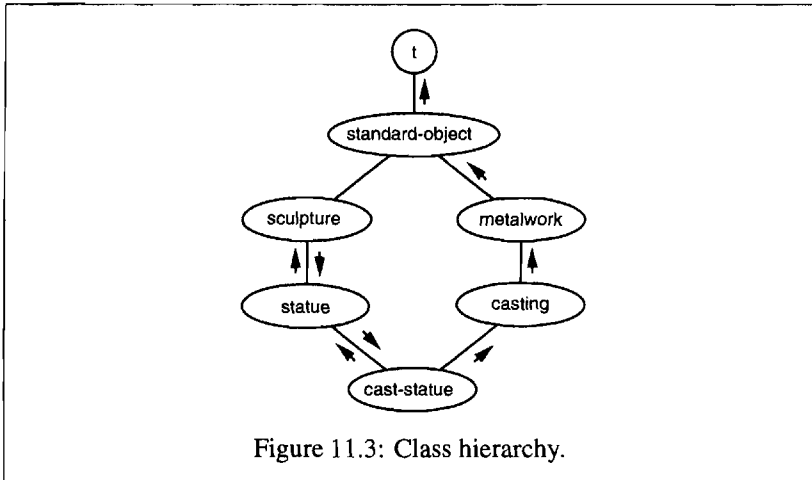 t
standard-object
sculpture
metalwork
statue
casting
cast-statue
Figure 11.3: Class hierarchy.